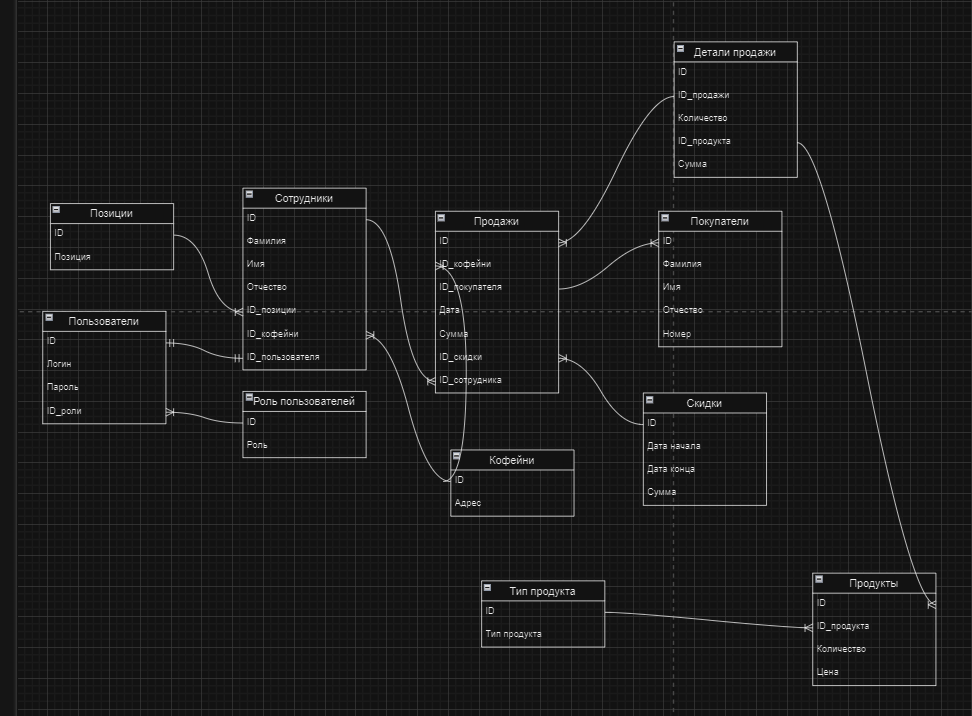 Детали продажи
ID
ID_продажи
Количество
ID_продукта
Сумма
Позиции
ID
Позиция
Сотрудники
ID
Фамилия
Имя
Отчество
ID_позиции
ID_кофейни
ID_пользователя
Продажи
ID
ID_кофейни
ID_покупателя
Дата
Сумма
ID_скидки
ID_сотрудника
Покупатели
ID
Фамилия
Имя
Отчество
Номер
Пользователи
ID
Логин
Пароль
ID_роли
Роль пользователей
ID
Роль
Кофейни
ID
Адрес
Скидки
ID
Дата начала
Дата конца
Сумма
Тип продукта
ID
Тип продукта
Продукты
ID
ID_продукта
Количество
Цена